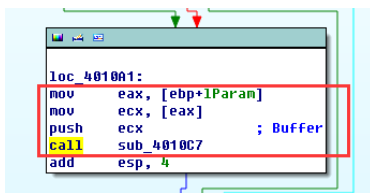 loc_4010A1:
mov eax, [ebp+lParam]
mov ecx, [eax]
push ecx ; Buffer
call sub_4010C7
add esp, 4